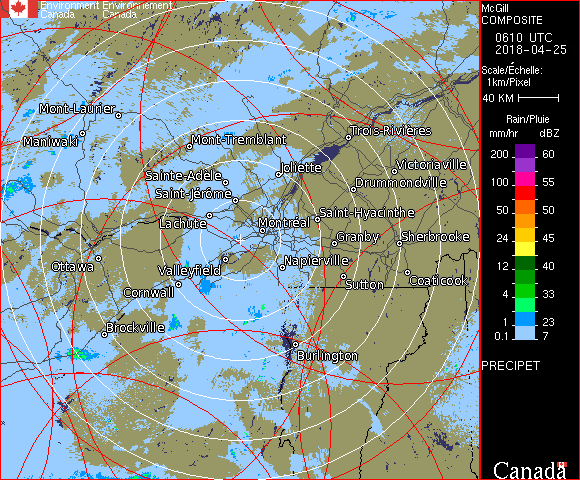 Environment Environnement
Canada Canada
McGill
COMPOSITE
0610 UTC
2018-04-25
Scale/Échelle:
1km/Pixel
40 KM
Rain/Pluie
mm/hr dBZ
200 60
150 57
100 55
50 50
24 45
12 40
4 33
1 23
0.1 7
PRECIPET
Canada
Mont-Laurier
Maniwaki
Mont-Tremblant
Trois-Rivières
Sainte-Adèle
Joliette
Victoriaville
Saint-Jérôme
Drummondville
Lachute
Montréal
Saint-Hyacinthe
Granby
Sherbrooke
Ottawa
Valleyfield
Napierville
Cornwall
Sutton
Coaticook
Brockville
Burlington